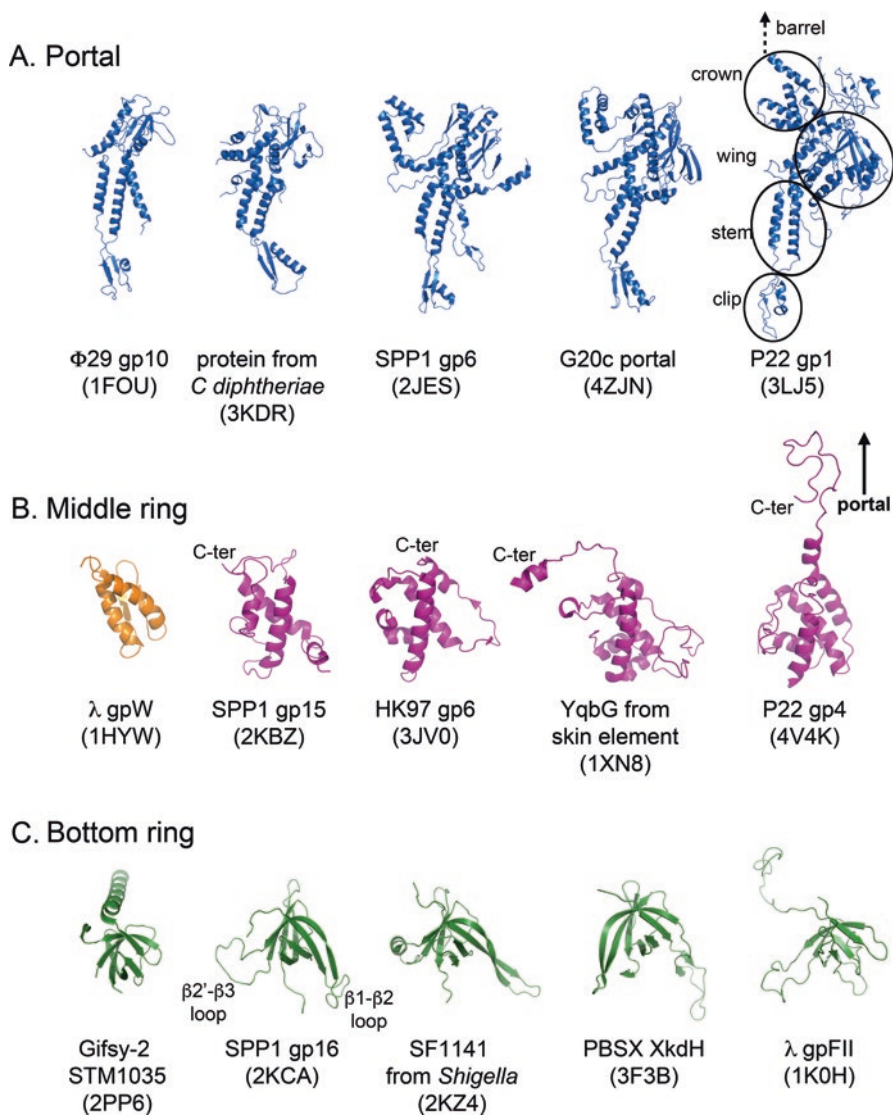 A. Portal
barrel
crown
wing
stem
clip
Φ29 gp10
(1FOU)
protein from
C diphtheriae
(3KDR)
SPP1 gp6
(2JES)
G20c portal
(4ZJN)
P22 gp1
(3LJ5)
B. Middle ring
C-ter
C-ter
C-ter
C-ter
portal
λ gpW
(1HYW)
SPP1 gp15
(2KBZ)
HK97 gp6
(3JV0)
YqbG from
skin element
(1XN8)
P22 gp4
(4V4K)
C. Bottom ring
β2'-β3
loop
β1-β2
loop
Gifsy-2
STM1035
(2PP6)
SPP1 gp16
(2KCA)
SF1141
from Shigella
(2KZ4)
PBSX XkdH
(3F3B)
λ gpFII
(1K0H)